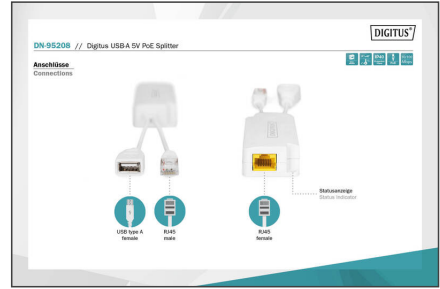 DIGITUS®
DN-95208 // Digitus USB-A 5V PoE Splitter
Anschlüsse
Connections
DIGITUS
Statusanzeige
Status Indicator
USB type A
female
RJ45
male
RJ45
female